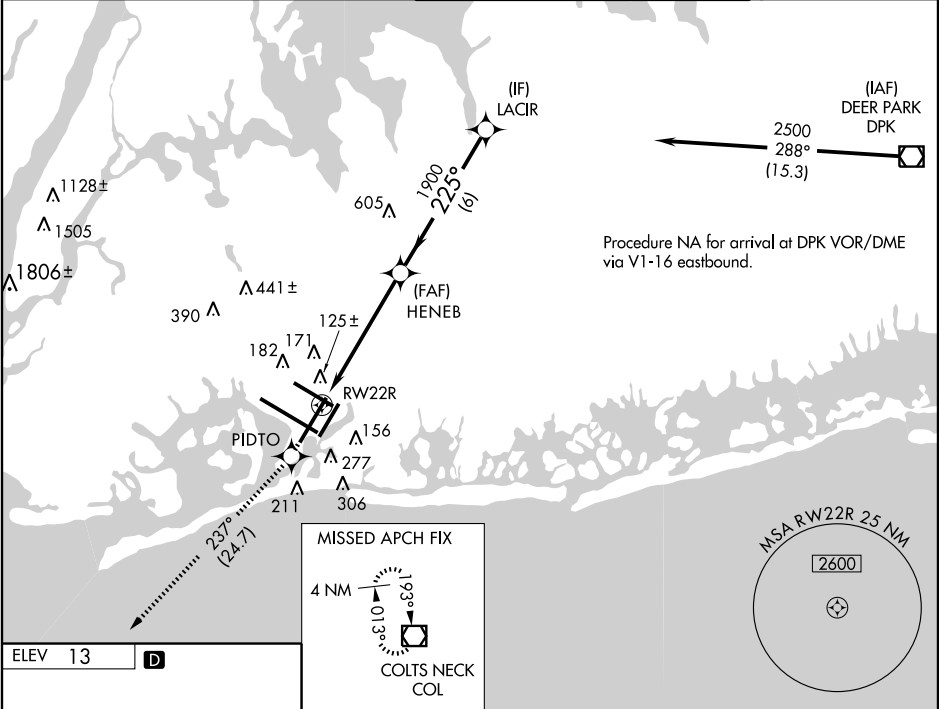 (IF)
LACIR
(IAF)
DEER PARK
DPK
2500
288°
(15.3)
1128±
1505
1806±
605
1900
225°
(6)
Procedure NA for arrival at DPK VOR/DME
via V1-16 eastbound.
441±
390
(FAF)
HENEB
125±
171
182
RW22R
PIDTO
156
277
211
306
237°
(24.7)
MISSED APCH FIX
4 NM
193°
013°
COLTS NECK
COL
MSA RW22R 25 NM
2600
ELEV 13
D